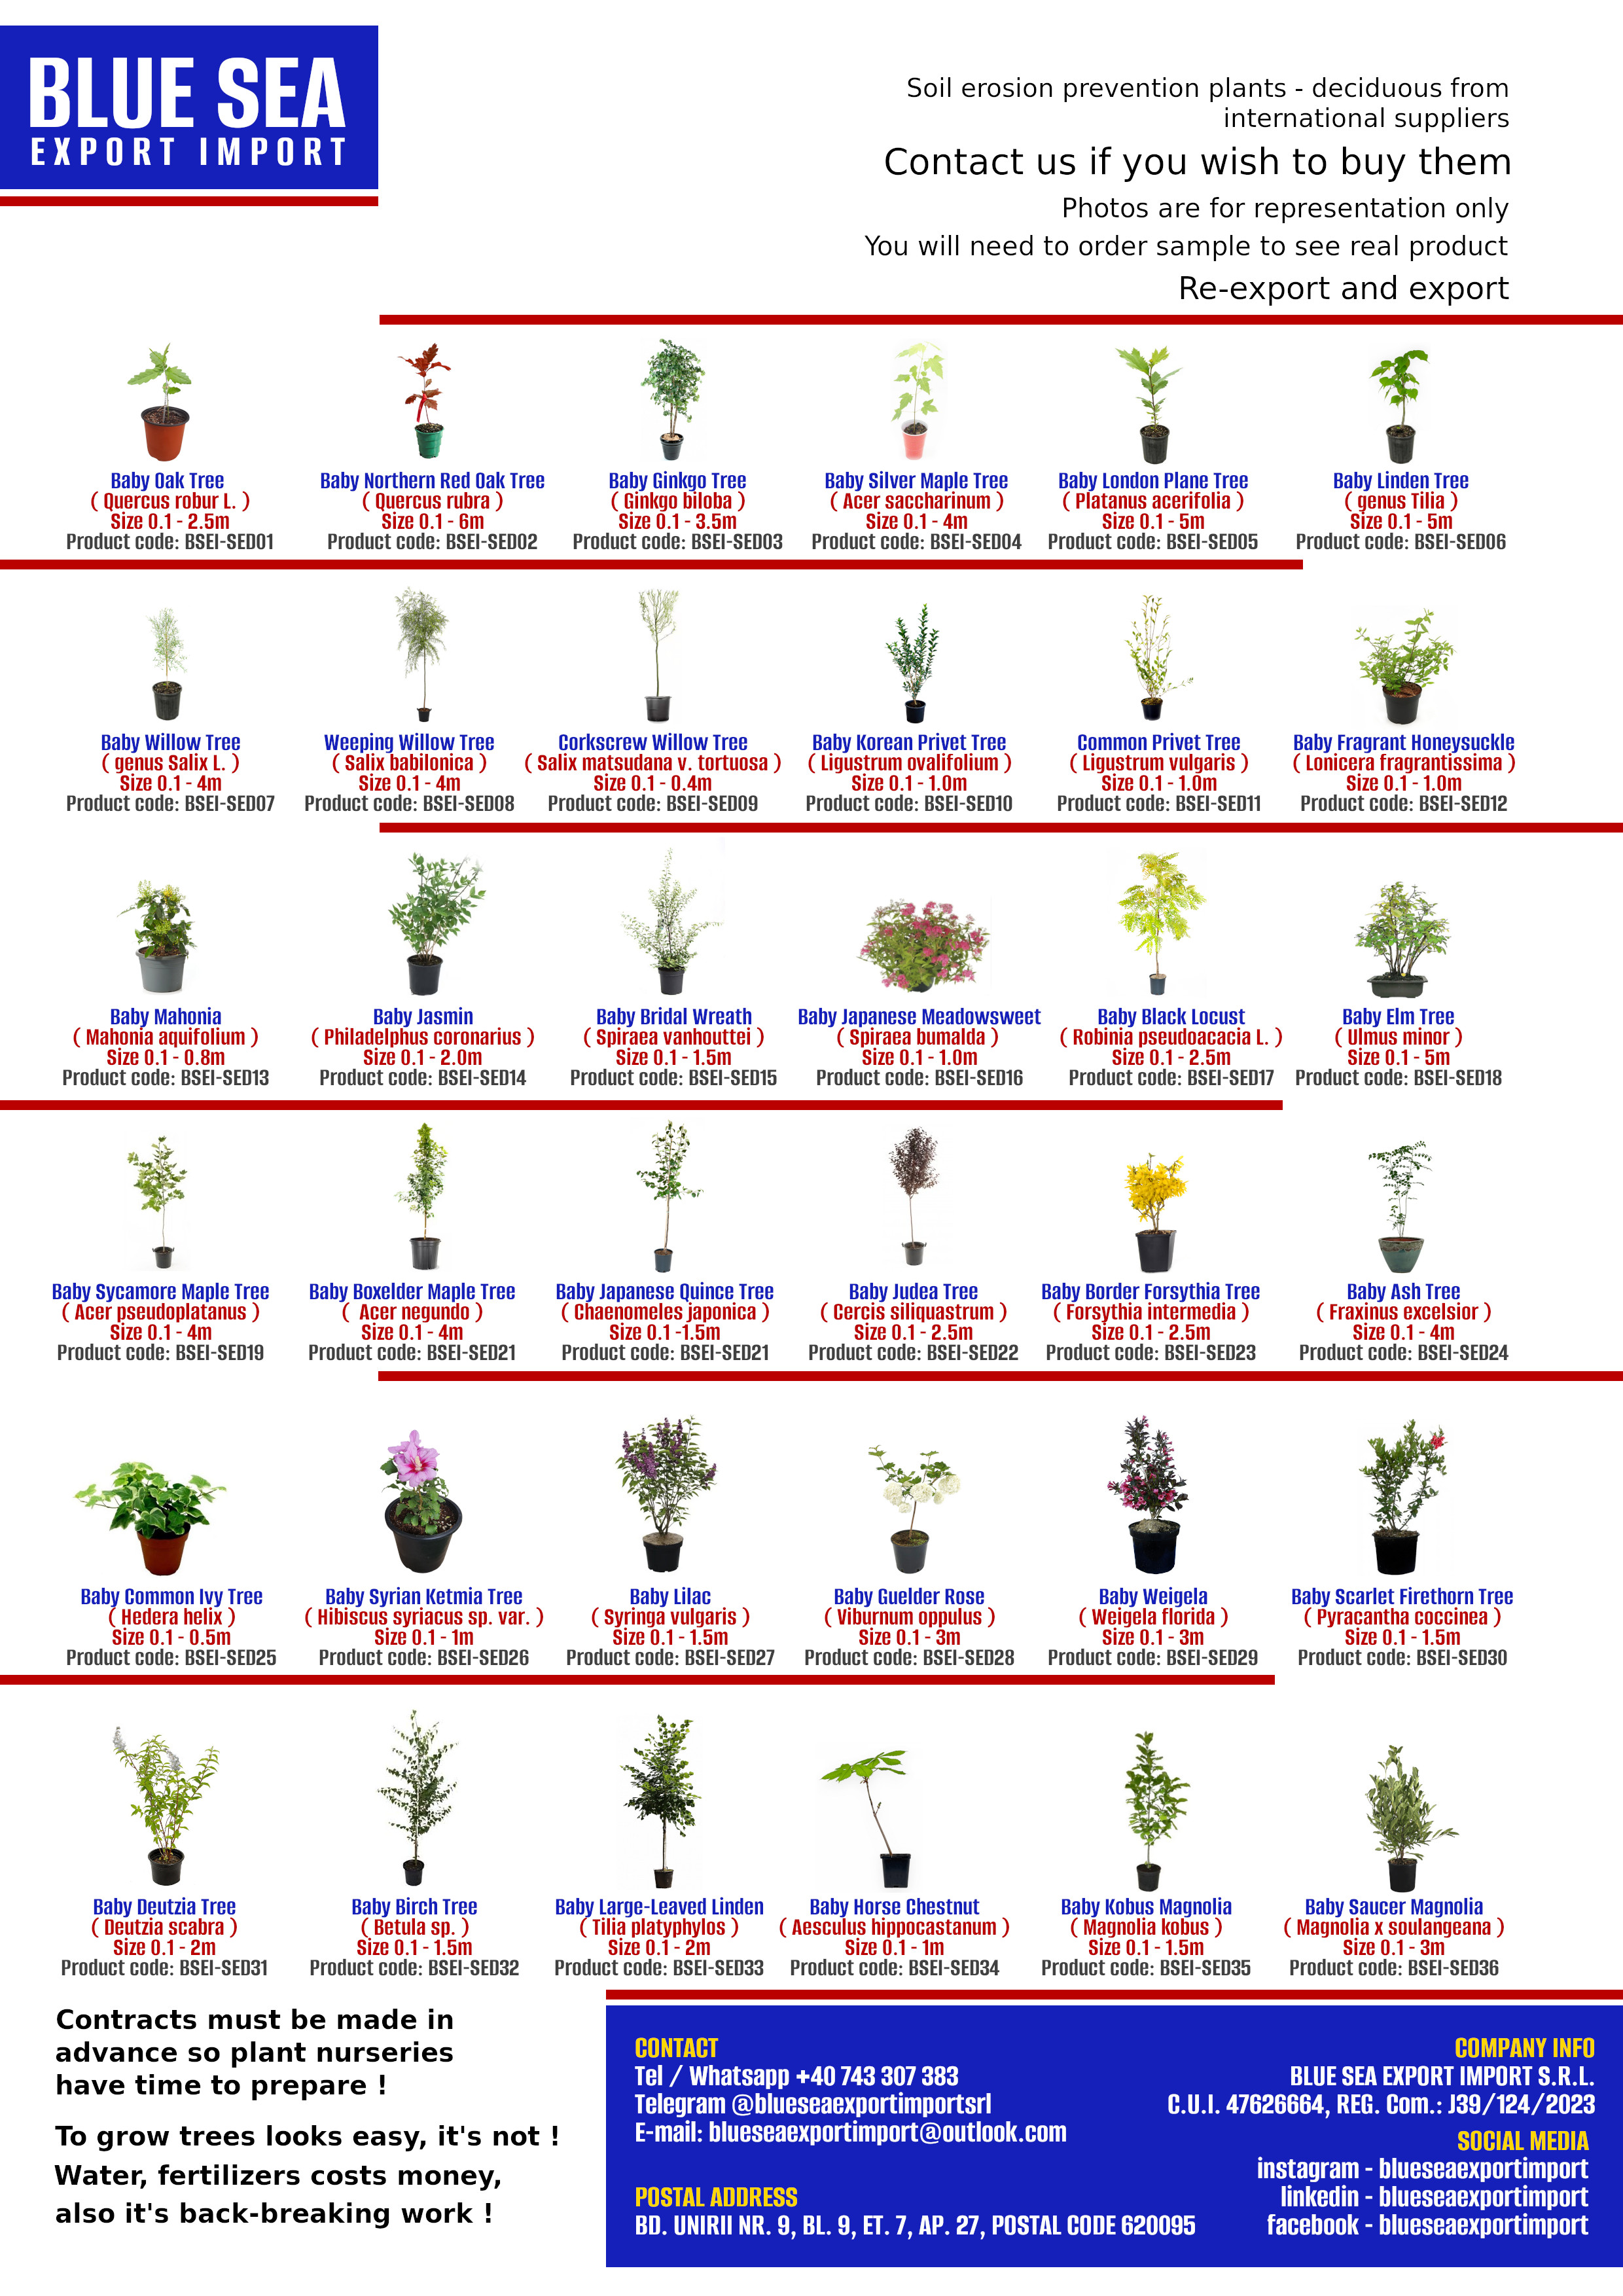 BLUE SEA
EXPORT IMPORT
Soil erosion prevention plants - deciduous from
international suppliers
Contact us if you wish to buy them
Photos are for representation only
You will need to order sample to see real product
Re-export and export
Baby Oak Tree
( Quercus robur L. )
Size 0.1 - 2.5m
Product code: BSEI-SED01
Baby Northern Red Oak Tree
( Quercus rubra )
Size 0.1 - 6m
Product code: BSEI-SED02
Baby Ginkgo Tree
( Ginkgo biloba )
Size 0.1 - 3.5m
Product code: BSEI-SED03
Baby Silver Maple Tree
( Acer saccharinum )
Size 0.1 - 4m
Product code: BSEI-SED04
Baby London Plane Tree
( Platanus acerifolia )
Size 0.1 - 5m
Product code: BSEI-SED05
Baby Linden Tree
( genus Tilia )
Size 0.1 - 5m
Product code: BSEI-SED06
Baby Willow Tree
( genus Salix L. )
Size 0.1 - 4m
Product code: BSEI-SED07
Weeping Willow Tree
( Salix babilonica )
Size 0.1 - 4m
Product code: BSEI-SED08
Corkscrew Willow Tree
( Salix matsudana v. tortuosa )
Size 0.1 - 0.4m
Product code: BSEI-SED09
Baby Korean Privet Tree
( Ligustrum ovalifolium )
Size 0.1 - 1.0m
Product code: BSEI-SED10
Common Privet Tree
( Ligustrum vulgaris )
Size 0.1 - 1.0m
Product code: BSEI-SED11
Baby Fragrant Honeysuckle
( Lonicera fragrantissima )
Size 0.1 - 1.0m
Product code: BSEI-SED12
Baby Mahonia
( Mahonia aquifolium )
Size 0.1 - 0.8m
Product code: BSEI-SED13
Baby Jasmin
( Philadelphus coronarius )
Size 0.1 - 2.0m
Product code: BSEI-SED14
Baby Bridal Wreath
( Spiraea vanhouttei )
Size 0.1 - 1.5m
Product code: BSEI-SED15
Baby Japanese Meadowsweet
( Spiraea bumalda )
Size 0.1 - 1.0m
Product code: BSEI-SED16
Baby Black Locust
( Robinia pseudoacacia L. )
Size 0.1 - 2.5m
Product code: BSEI-SED17
Baby Elm Tree
( Ulmus minor )
Size 0.1 - 5m
Product code: BSEI-SED18
Baby Sycamore Maple Tree
( Acer pseudoplatanus )
Size 0.1 - 4m
Product code: BSEI-SED19
Baby Boxelder Maple Tree
( Acer negundo )
Size 0.1 - 4m
Product code: BSEI-SED21
Baby Japanese Quince Tree
( Chaenomeles japonica )
Size 0.1 -1.5m
Product code: BSEI-SED21
Baby Judea Tree
( Cercis siliquastrum )
Size 0.1 - 2.5m
Product code: BSEI-SED22
Baby Border Forsythia Tree
( Forsythia intermedia )
Size 0.1 - 2.5m
Product code: BSEI-SED23
Baby Ash Tree
( Fraxinus excelsior )
Size 0.1 - 4m
Product code: BSEI-SED24
Baby Common Ivy Tree
( Hedera helix )
Size 0.1 - 0.5m
Product code: BSEI-SED25
Baby Syrian Ketmia Tree
( Hibiscus syriacus sp. var. )
Size 0.1 - 1m
Product code: BSEI-SED26
Baby Lilac
( Syringa vulgaris )
Size 0.1 - 1.5m
Product code: BSEI-SED27
Baby Guelder Rose
( Viburnum oppulus )
Size 0.1 - 3m
Product code: BSEI-SED28
Baby Weigela
( Weigela florida )
Size 0.1 - 3m
Product code: BSEI-SED29
Baby Scarlet Firethorn Tree
( Pyracantha coccinea )
Size 0.1 - 1.5m
Product code: BSEI-SED30
Baby Deutzia Tree
( Deutzia scabra )
Size 0.1 - 2m
Product code: BSEI-SED31
Baby Birch Tree
( Betula sp. )
Size 0.1 - 1.5m
Product code: BSEI-SED32
Baby Large-Leaved Linden
( Tilia platyphylos )
Size 0.1 - 2m
Product code: BSEI-SED33
Baby Horse Chestnut
( Aesculus hippocastanum )
Size 0.1 - 1m
Product code: BSEI-SED34
Baby Kobus Magnolia
( Magnolia kobus )
Size 0.1 - 1.5m
Product code: BSEI-SED35
Baby Saucer Magnolia
( Magnolia x soulangeana )
Size 0.1 - 3m
Product code: BSEI-SED36
Contracts must be made in
advance so plant nurseries
have time to prepare !
To grow trees looks easy, it's not !
Water, fertilizers costs money,
also it's back-breaking work !
CONTACT
Tel / Whatsapp +40 743 307 383
Telegram @blueseaexportimportsrl
E-mail: blueseaexportimport@outlook.com
POSTAL ADDRESS
BD. UNIRII NR. 9, BL. 9, ET. 7, AP. 27, POSTAL CODE 620095
COMPANY INFO
BLUE SEA EXPORT IMPORT S.R.L.
C.U.I. 47626664, REG. Com.: J39/124/2023
SOCIAL MEDIA
instagram - blueseaexportimport
linkedin - blueseaexportimport
facebook - blueseaexportimport